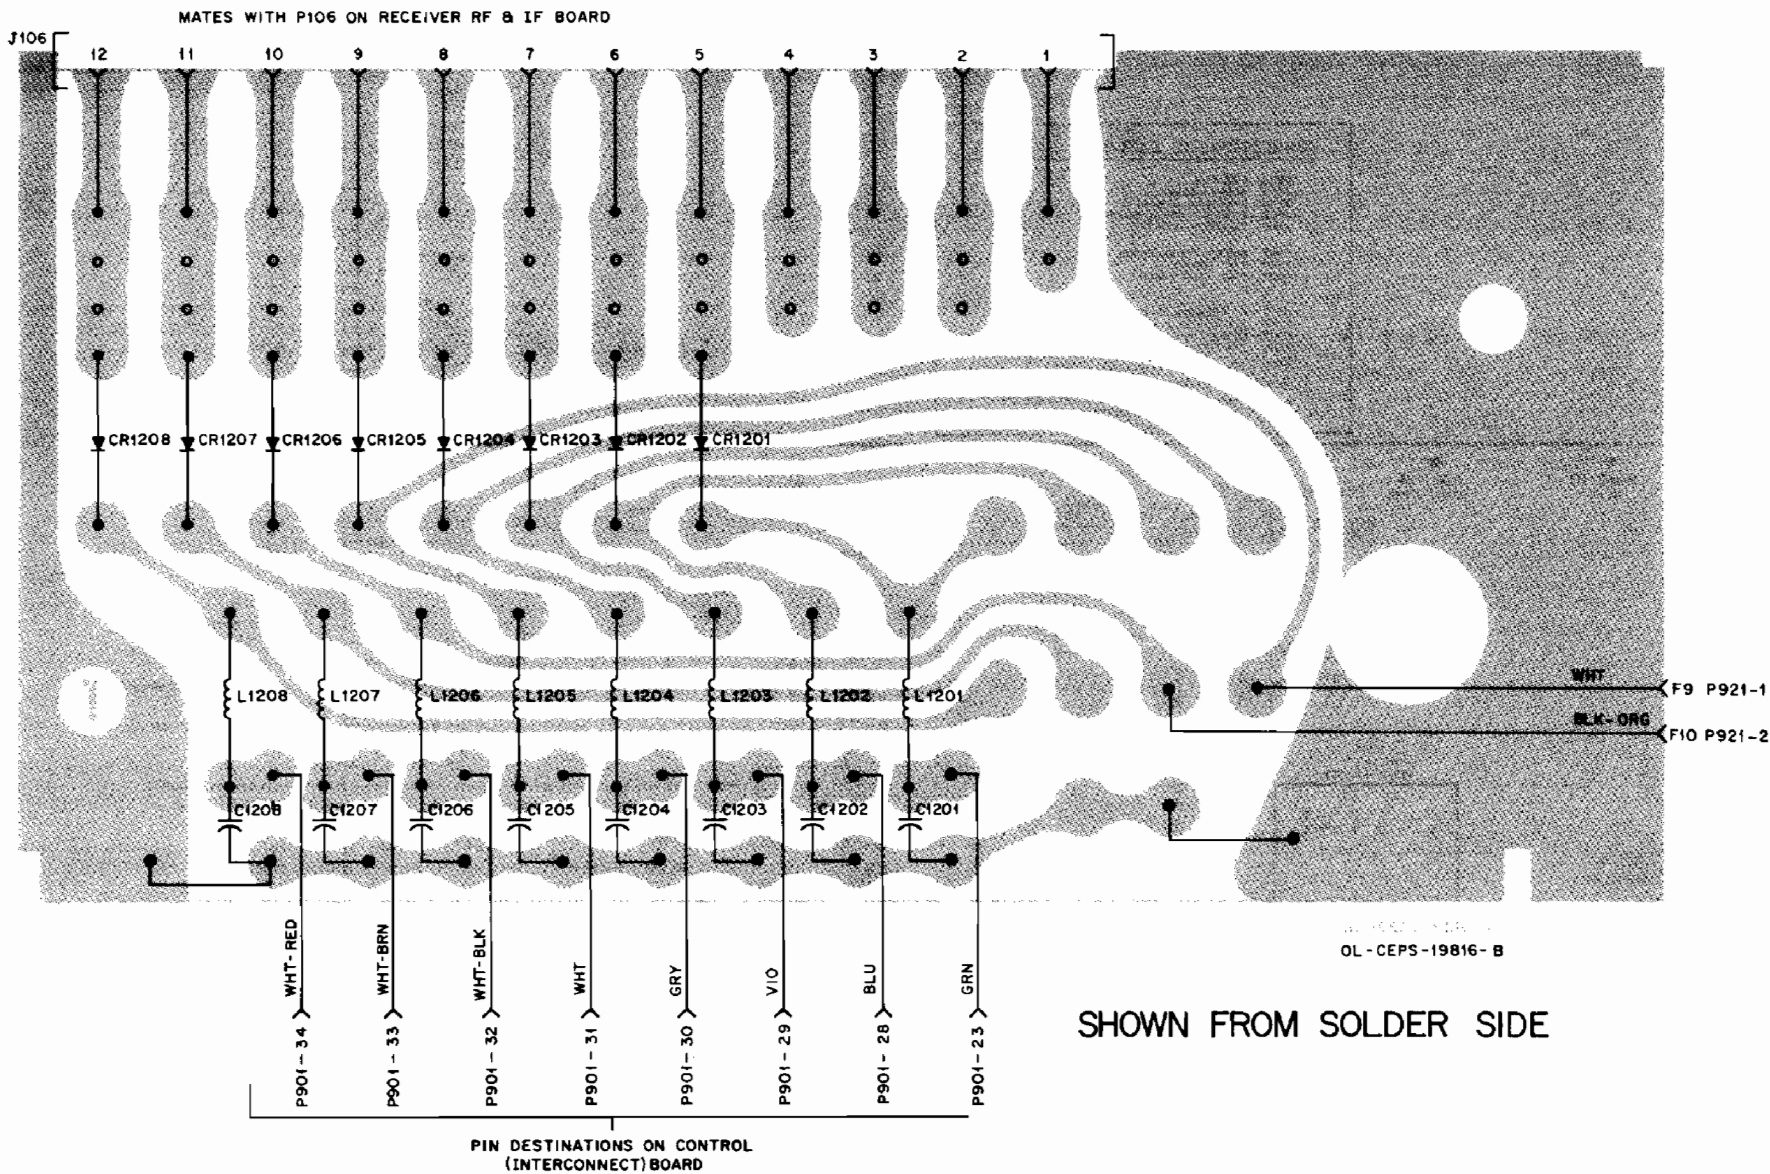 MATES WITH P106 ON RECEIVER RF & IF BOARD
J106
12 11 10 9 8 7 6 5 4 3 2 1
CR1208 CR1207 CR1206 CR1205 CR1204 CR1203 CR1202 CR1201
L1208 L1207 L1206 L1205 L1204 L1203 L1202 L1201
WHT
F9 P921-1
BLK-ORG
F10 P921-2
C1208 C1207 C1206 C1205 C1204 C1203 C1202 C1201
WHT-RED WHT-BRN WHT-BLK WHT GRY VIO BLU GRN
P901-34 P901-33 P901-32 P901-31 P901-30 P901-29 P901-28 P901-23
OL-CEPS-19816-B
SHOWN FROM SOLDER SIDE
PIN DESTINATIONS ON CONTROL
(INTERCONNECT) BOARD